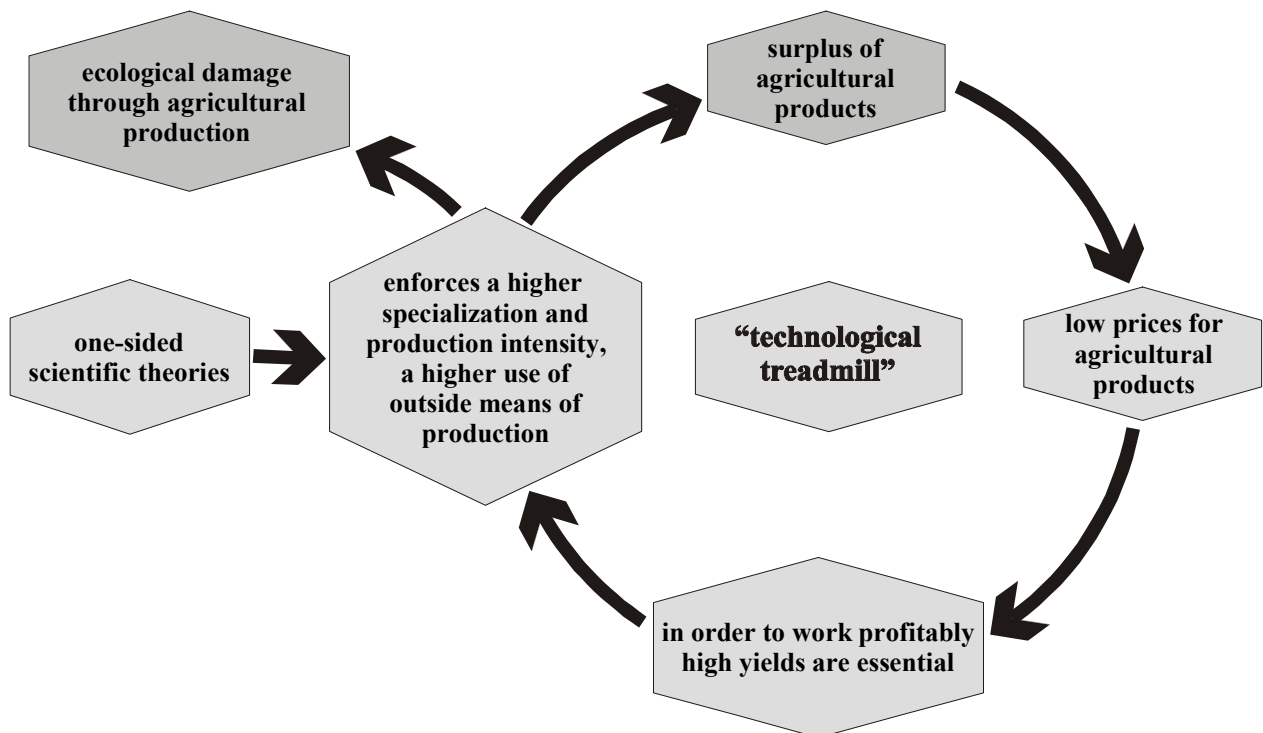 ecological damage
through agricultural
production
surplus of
agricultural
products
one-sided
scientific theories
enforces a higher
specialization and
production intensity,
a higher use of
outside means of
production
“technological
treadmill”
low prices for
agricultural
products
in order to work profitably
high yields are essential